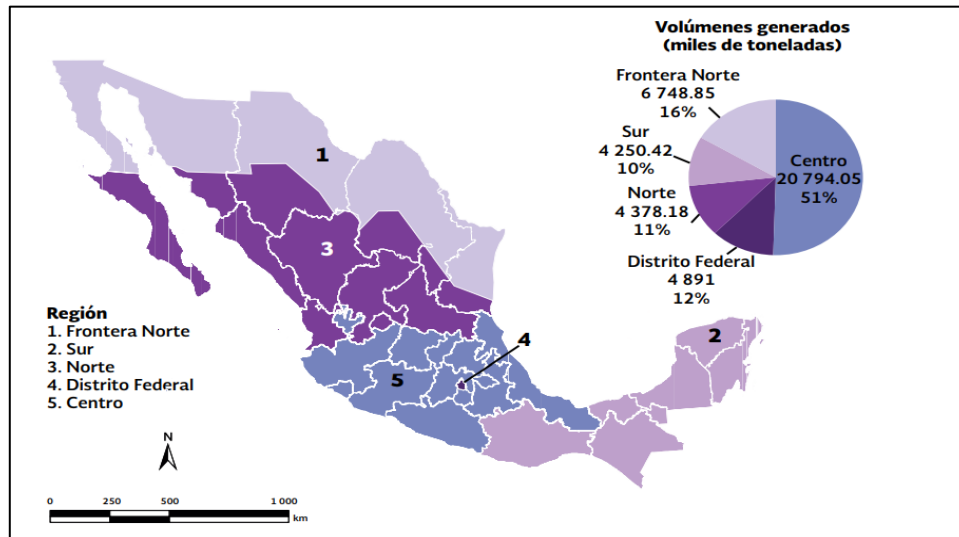 Volúmenes generados
(miles de toneladas)
Frontera Norte
6 748.85
16%
Sur
4 250.42
10%
Norte
4 378.18
11%
Distrito Federal
4 891
12%
Centro
20 794.05
51%
1
3
2
4
5
Región
1. Frontera Norte
2. Sur
3. Norte
4. Distrito Federal
5. Centro
N
0 250 500 1 000
km